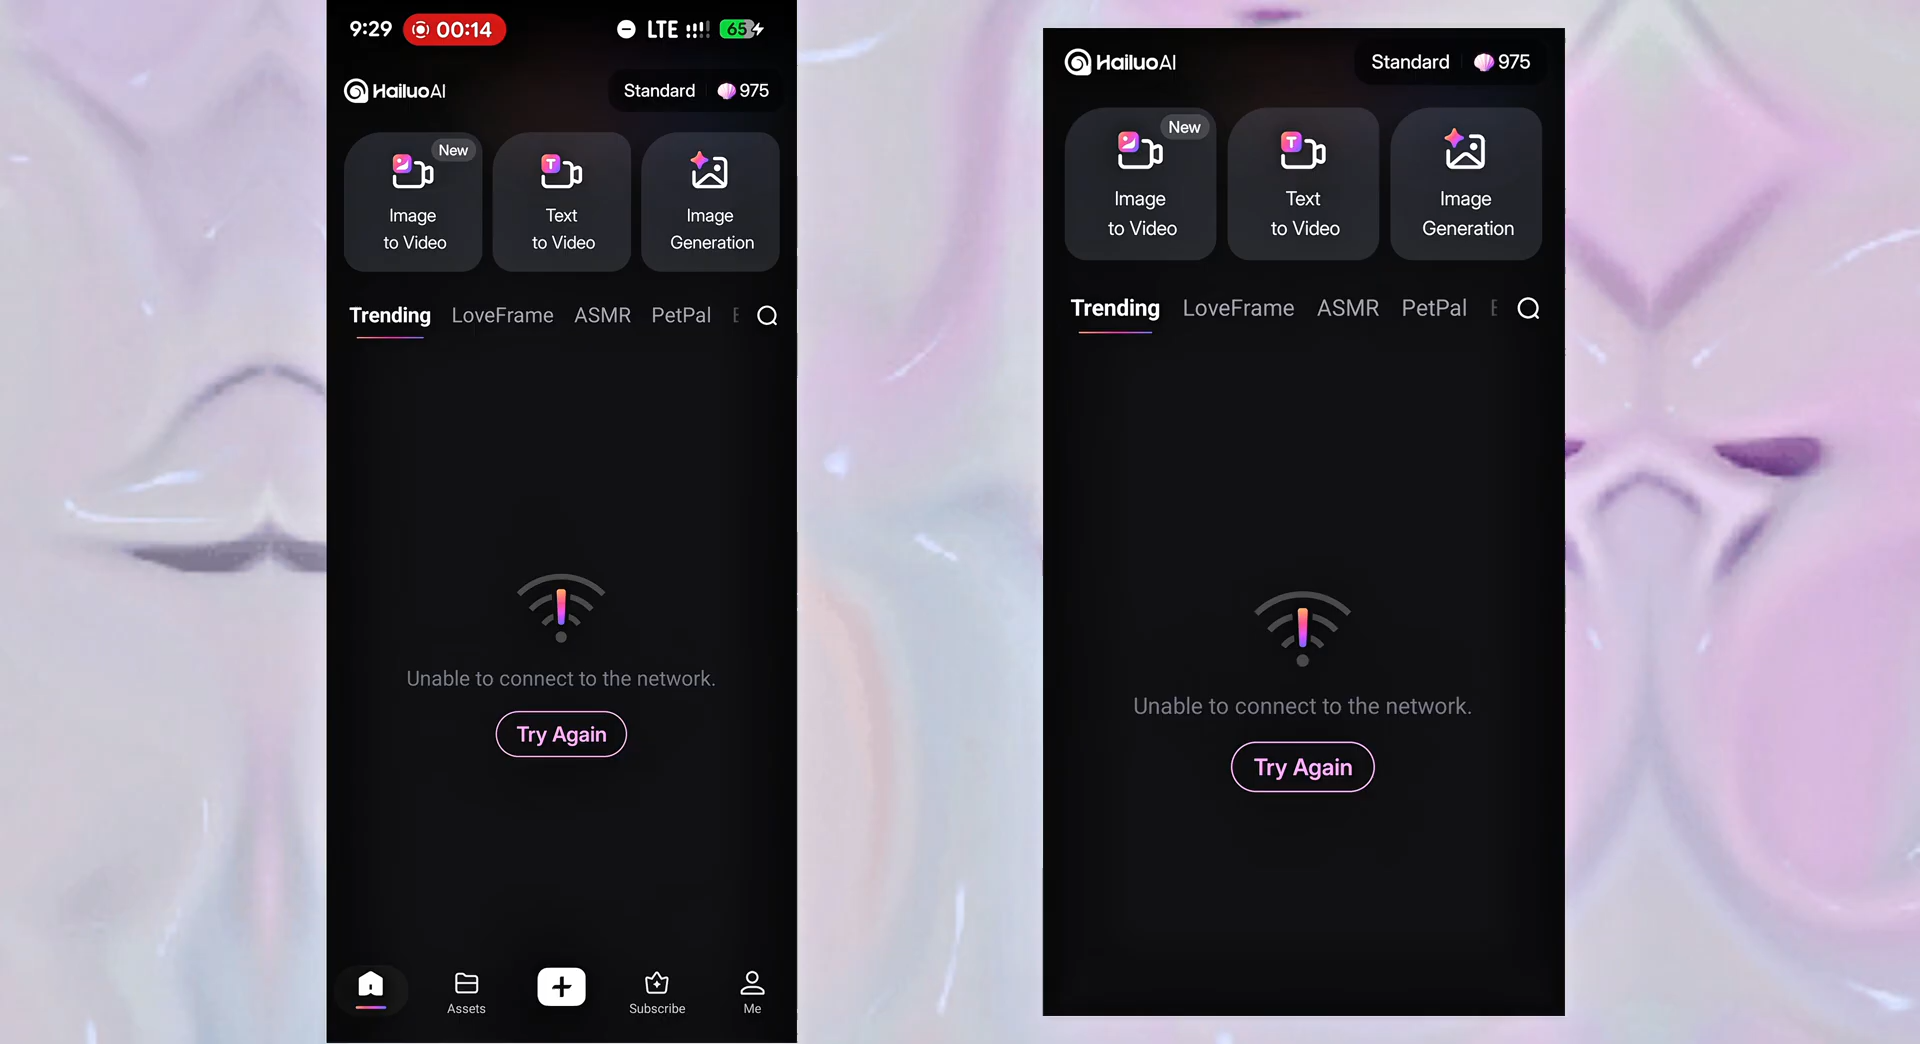 9:29
00:14
LTE
65
HailuoAI
Standard
975
New
Image
to Video
T
Text
to Video
Image
Generation
Trending
LoveFrame
ASMR
PetPal
Unable to connect to the network.
Try Again
Assets
Subscribe
Me
HailuoAI
Standard
975
New
Image
to Video
T
Text
to Video
Image
Generation
Trending
LoveFrame
ASMR
PetPal
Unable to connect to the network.
Try Again